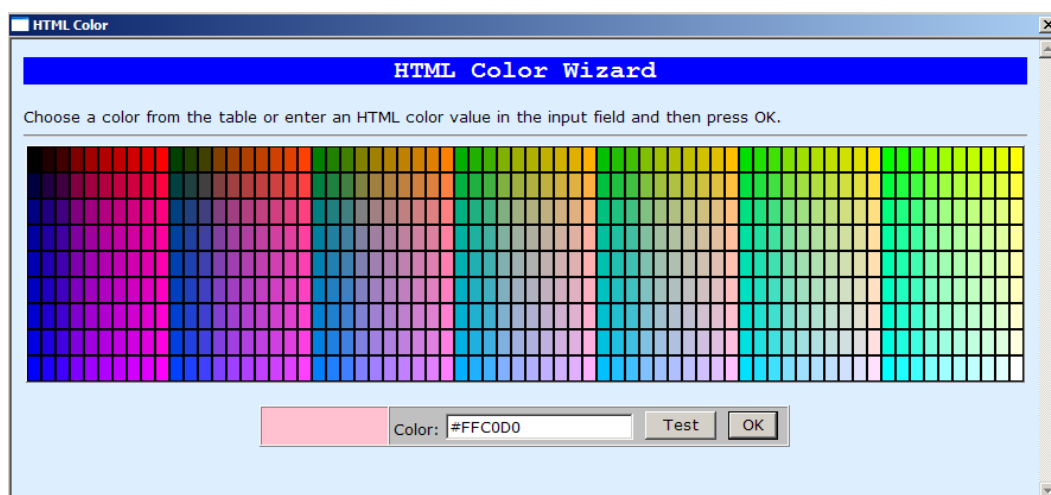 HTML Color
HTML Color Wizard
Choose a color from the table or enter an HTML color value in the input field and then press OK.
Color: #FFC0D0 Test OK